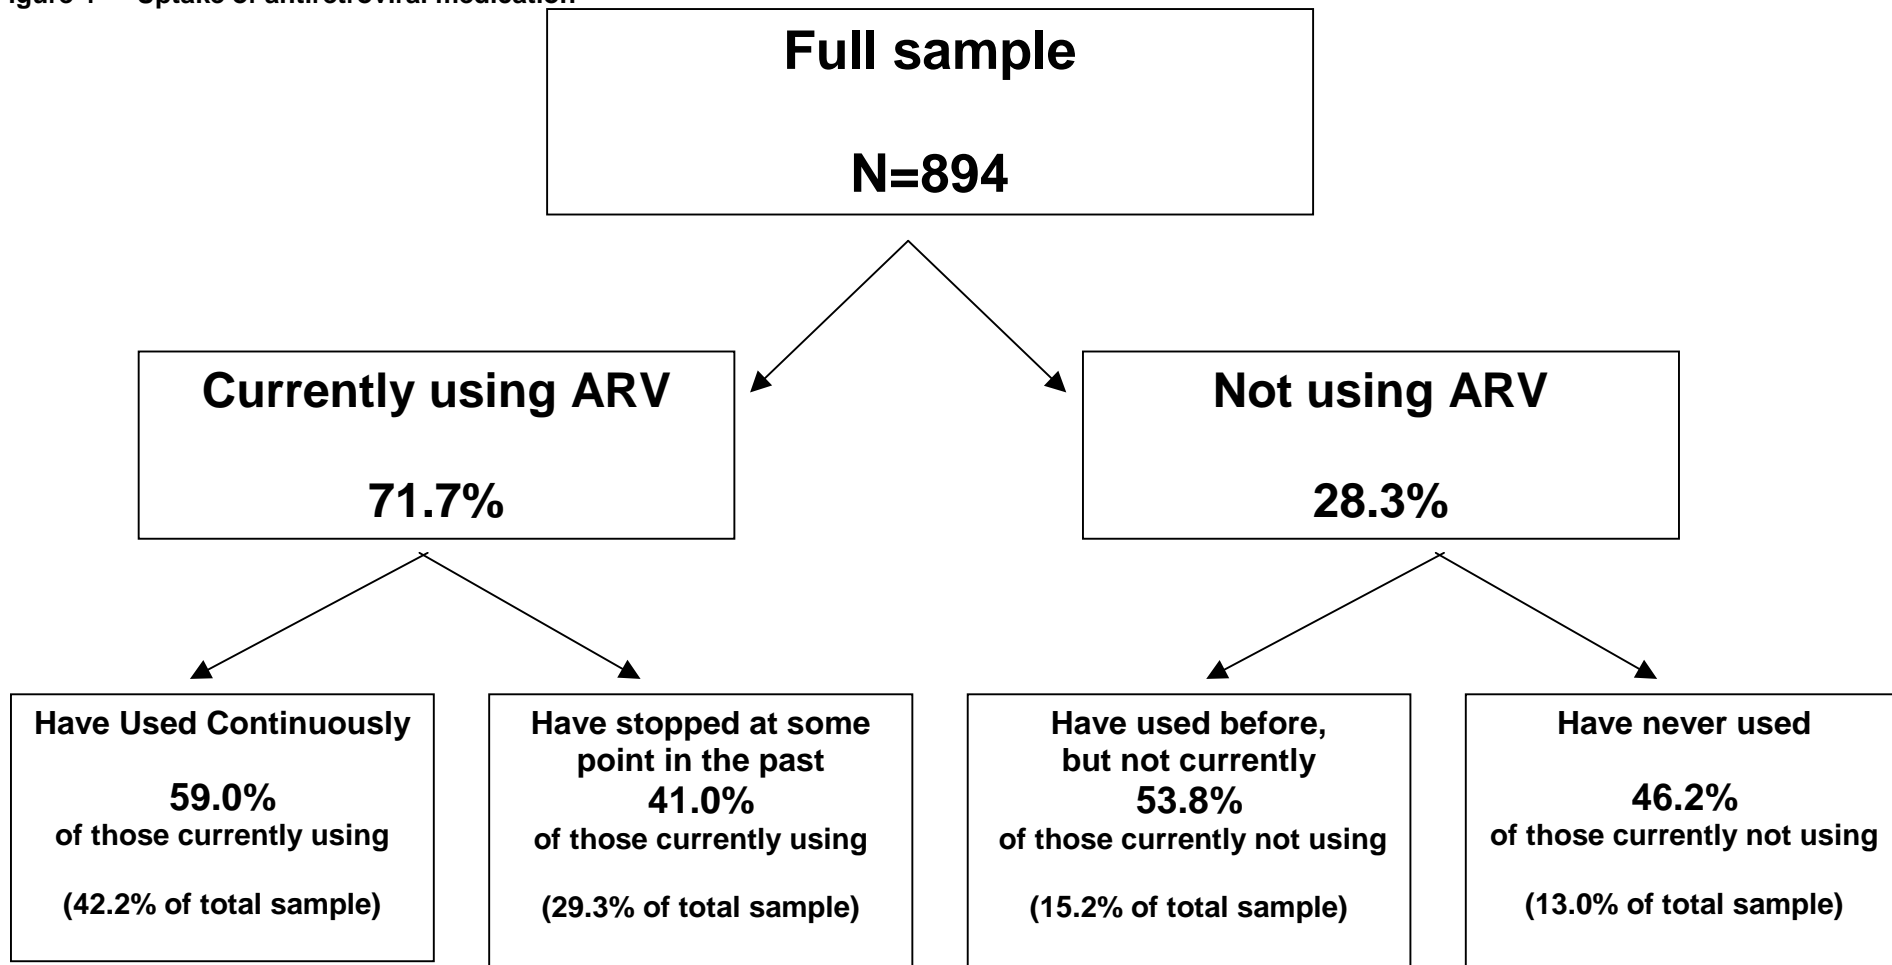 Uptake of antiretroviral medication
Full sample
N=894
Currently using ARV
71.7%
Not using ARV
28.3%
Have Used Continuously
59.0%
of those currently using
(42.2% of total sample)
Have stopped at some
point in the past
41.0%
of those currently using
(29.3% of total sample)
Have used before,
but not currently
53.8%
of those currently not using
(15.2% of total sample)
Have never used
46.2%
of those currently not using
(13.0% of total sample)